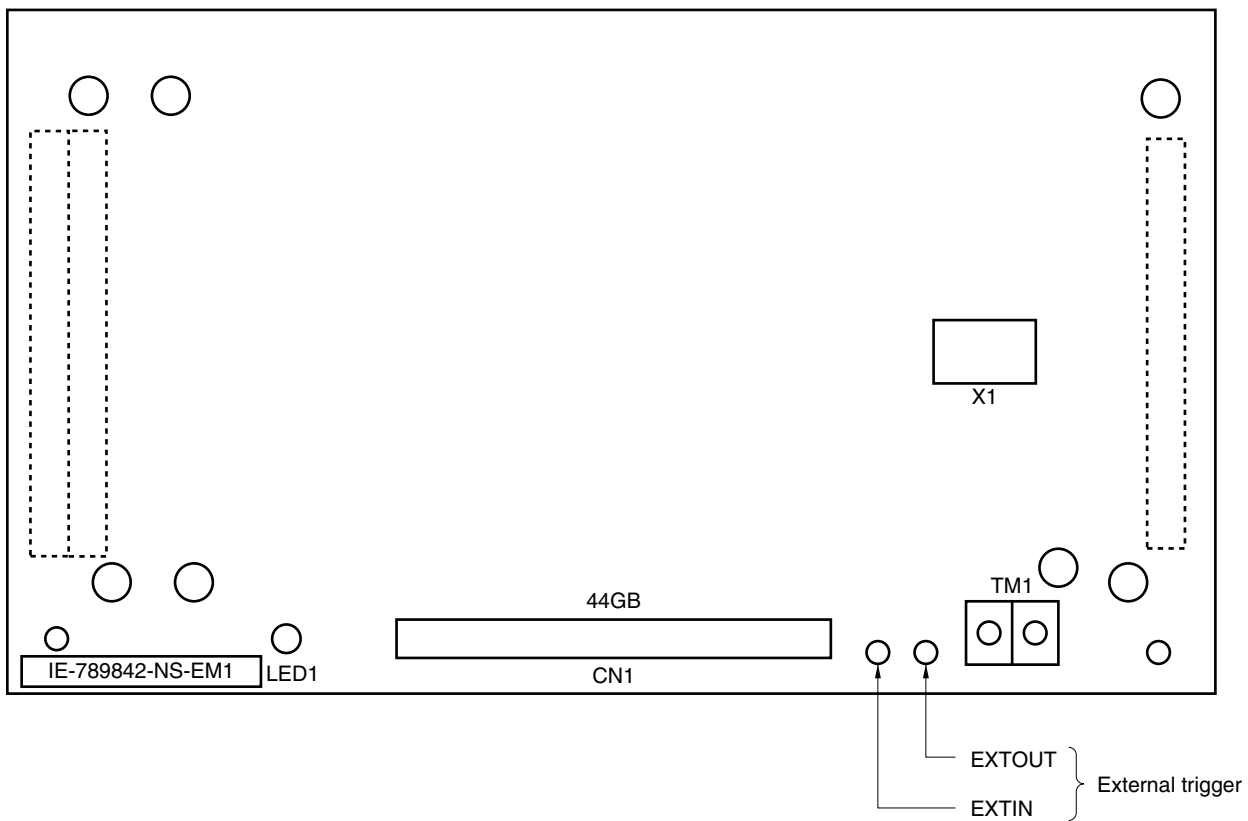 X1
TM1
44GB
IE-789842-NS-EM1
LED1
CN1
EXTOUT
External trigger
EXTIN